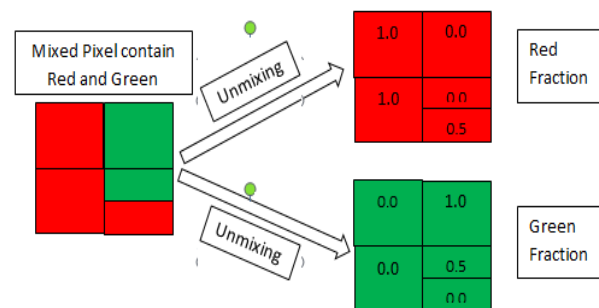 Mixed Pixel contain
Red and Green
Unmixing
1.0 0.0
1.0 0.0
0.5
Red
Fraction
Unmixing
0.0 1.0
0.0 0.5
0.0
Green
Fraction